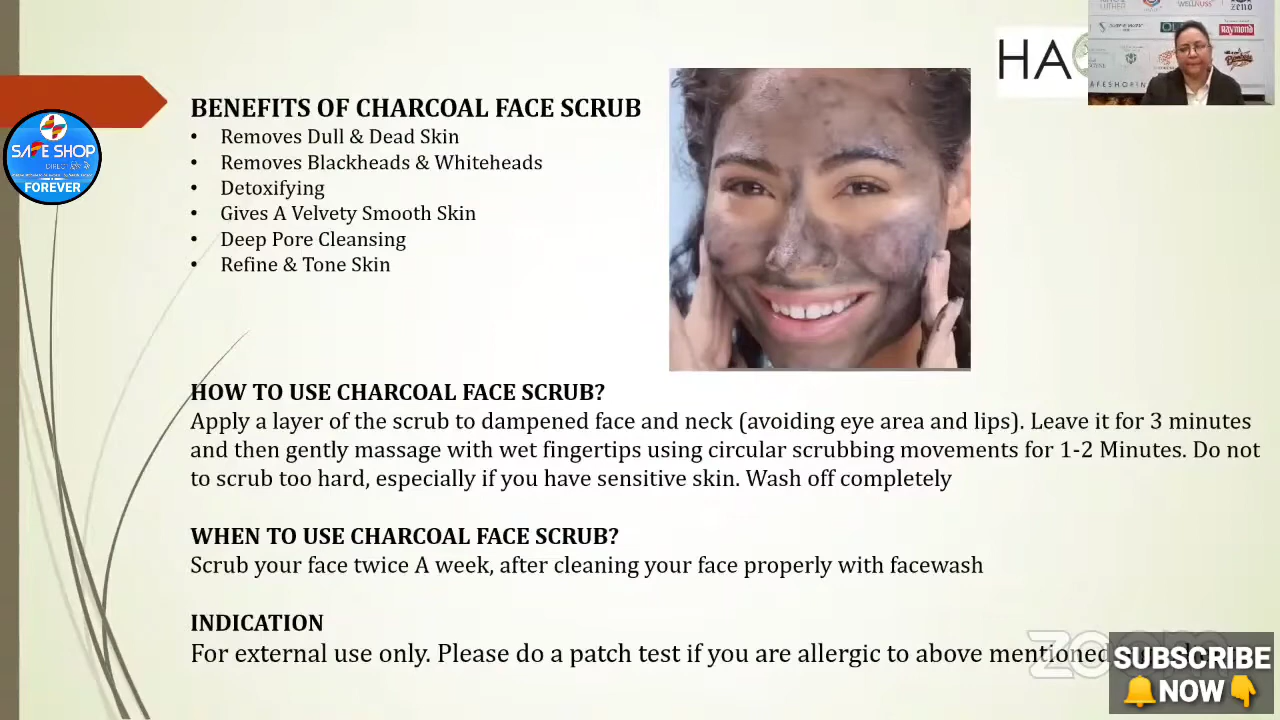 BENEFITS OF CHARCOAL FACE SCRUB
• Removes Dull & Dead Skin
• Removes Blackheads & Whiteheads
• Detoxifying
• Gives A Velvety Smooth Skin
• Deep Pore Cleansing
• Refine & Tone Skin
HA
Raymond
zeno
SAFE SHOP
FOREVER
HOW TO USE CHARCOAL FACE SCRUB?
Apply a layer of the scrub to dampened face and neck (avoiding eye area and lips). Leave it for 3 minutes
and then gently massage with wet fingertips using circular scrubbing movements for 1-2 Minutes. Do not
to scrub too hard, especially if you have sensitive skin. Wash off completely
WHEN TO USE CHARCOAL FACE SCRUB?
Scrub your face twice A week, after cleaning your face properly with facewash
INDICATION
For external use only. Please do a patch test if you are allergic to above mentioned
zoom
SUBSCRIBE
NOW